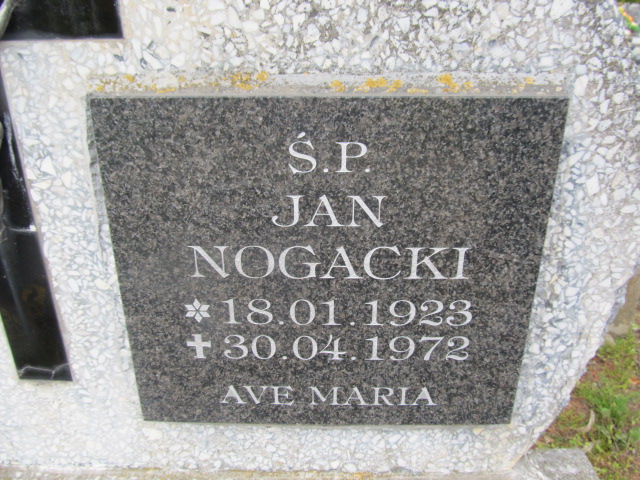 Ś.P.
JAN
NOGACKI
* 18.01.1923
✝ 30.04.1972
AVE MARIA